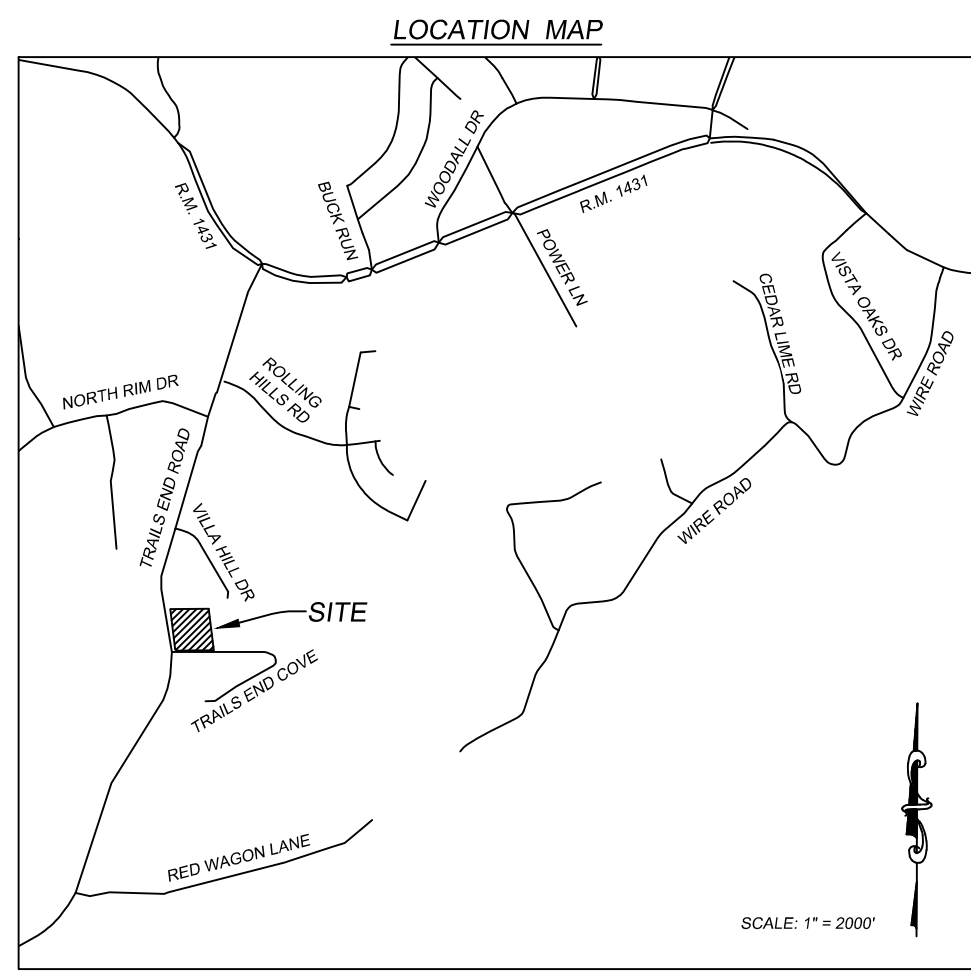 LOCATION MAP
WOODALL DR
R.M. 1431
R.M. 1431
BUCK RUN
POWER LN
VISTA OAKS DR
CEDAR LIME RD
WIRE ROAD
ROLLING
HILLS RD
NORTH RIM DR
TRAILS END ROAD
VILLA HILL DR
WIRE ROAD
SITE
TRAILS END COVE
RED WAGON LANE
SCALE: 1" = 2000'